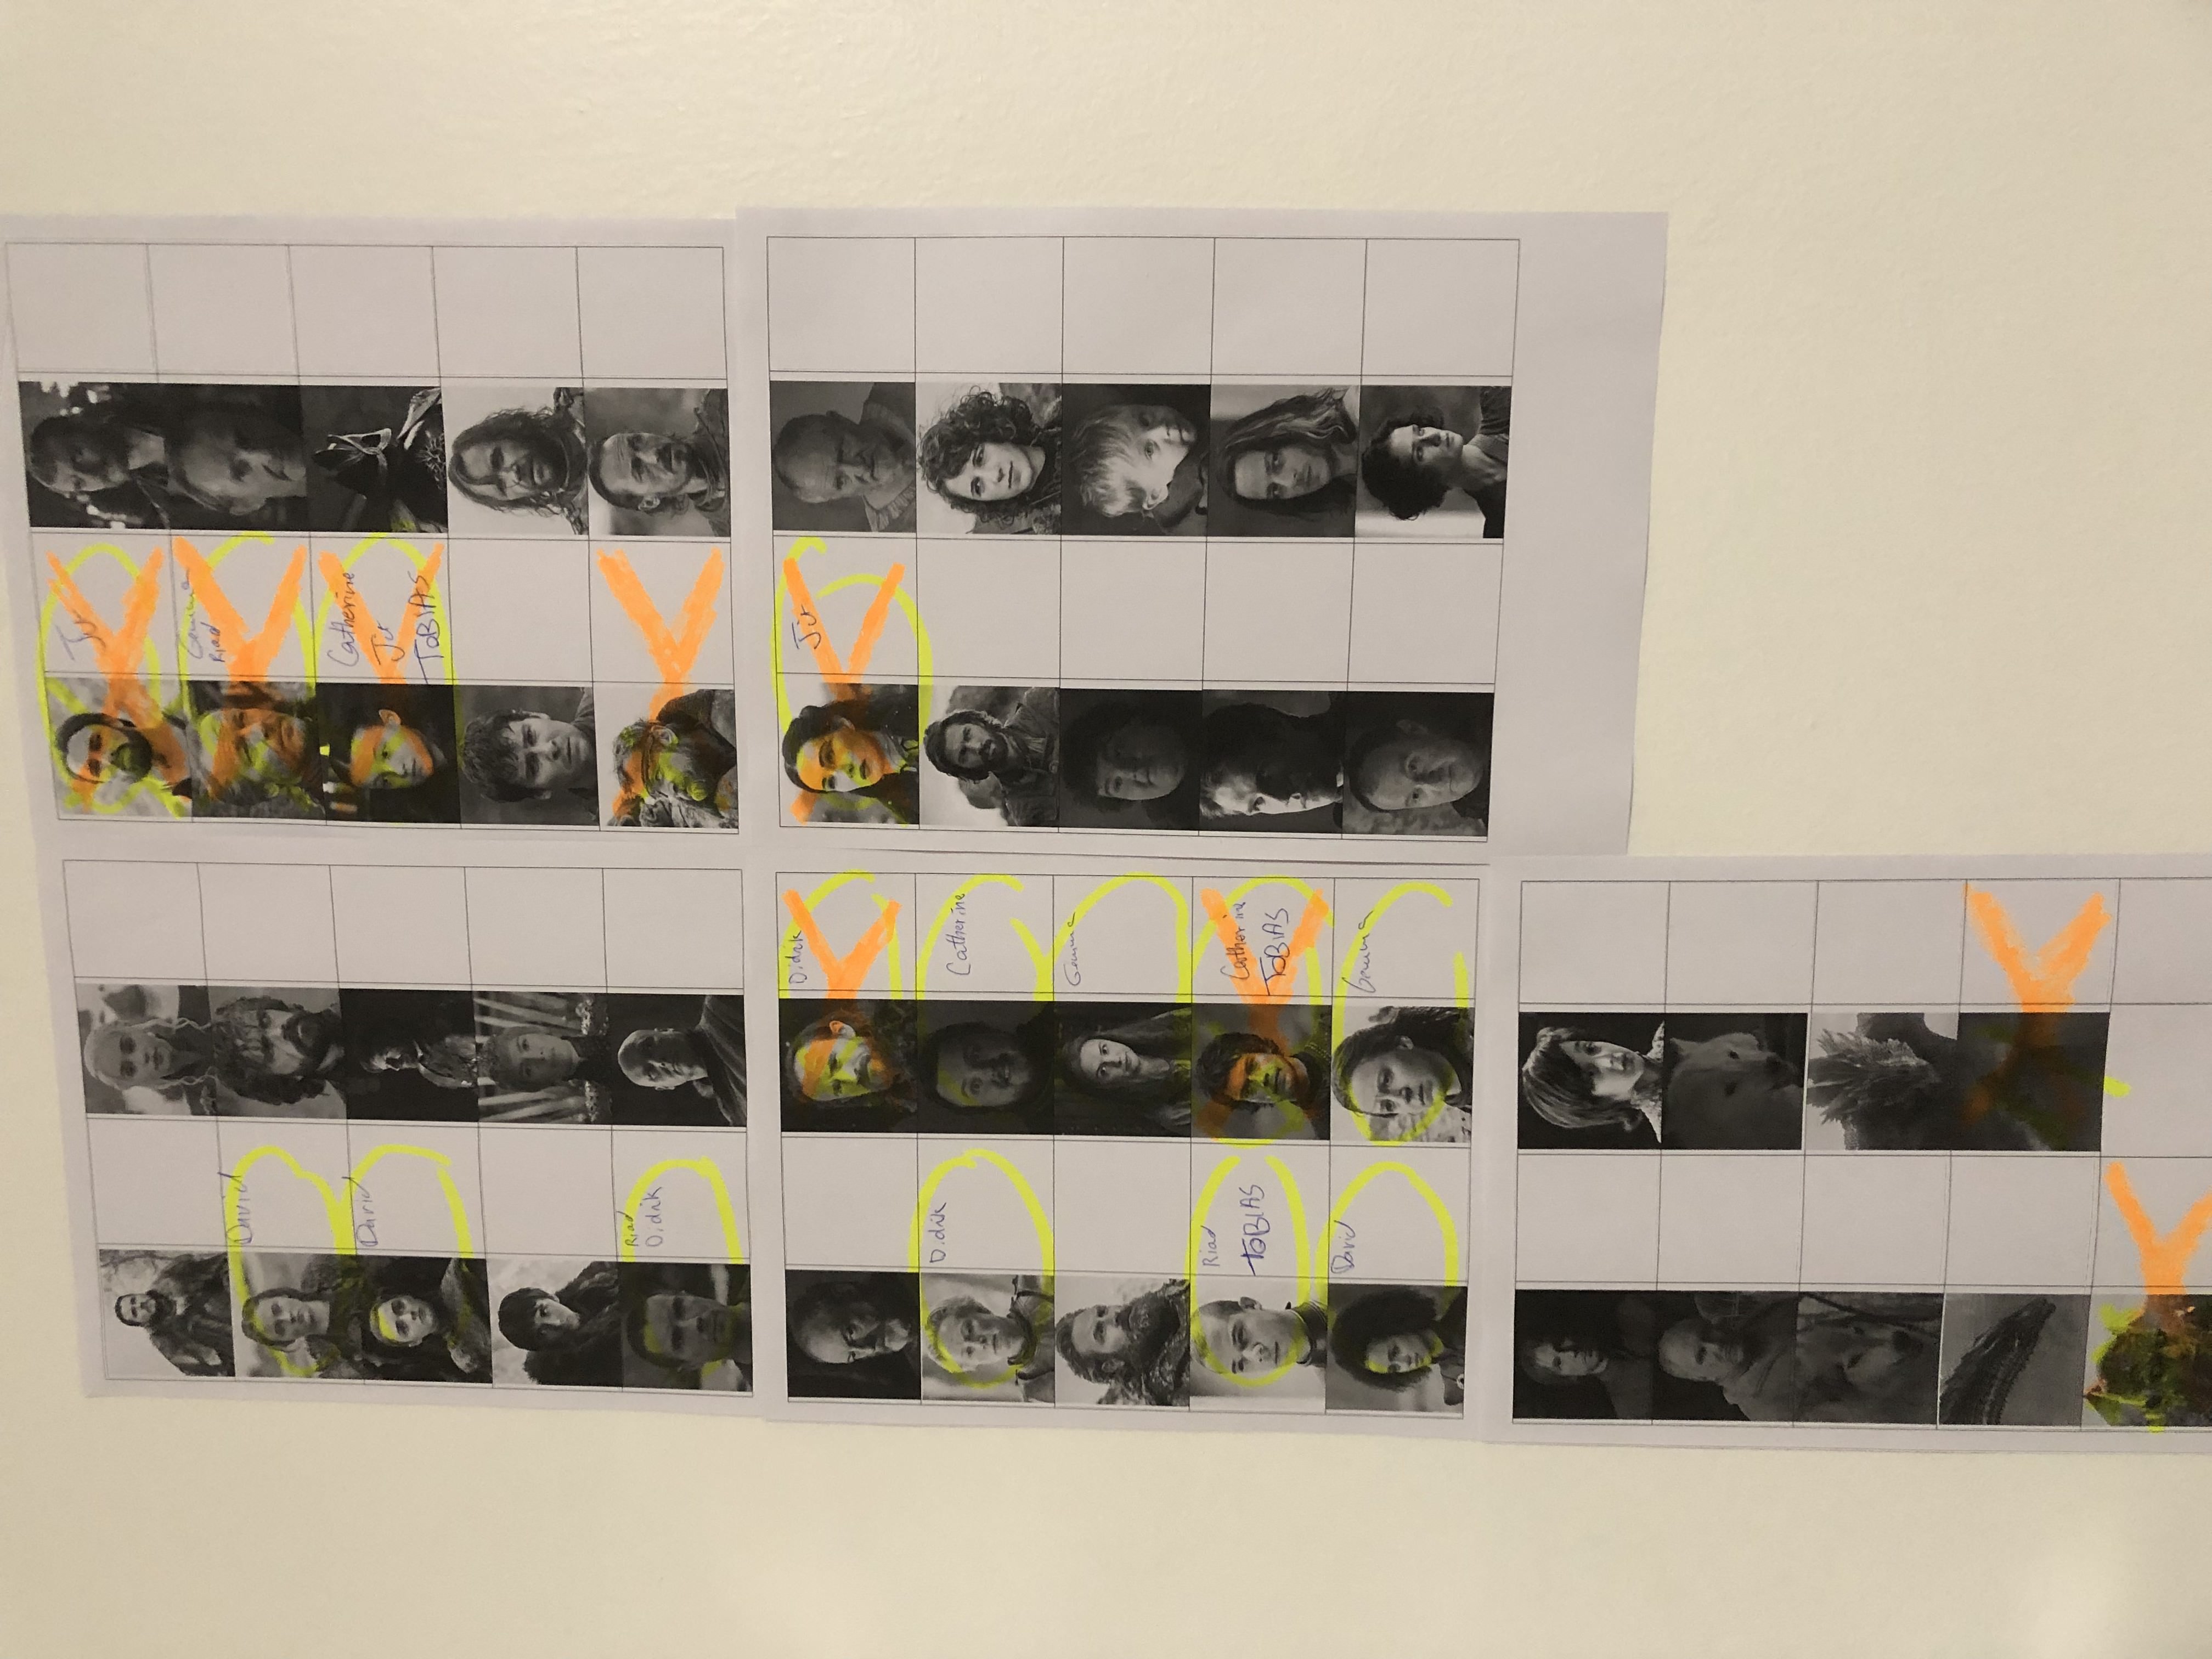 David
David
Riad
Didrik
Jit
Gemma
Riad
Catherine
Jit
TOBIAS
Didrik
Didrik
Catherine
Gemma
Riad
TOBIAS
Catherine
TOBIAS
David
Gemma
Jit